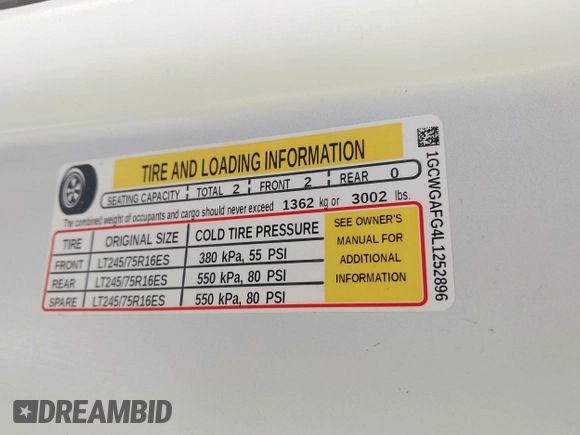 TIRE AND LOADING INFORMATION
SEATING CAPACITY TOTAL 2 FRONT 2 REAR 0
The combined weight of occupants and cargo should never exceed 1362 kg or 3002 lbs.
TIRE ORIGINAL SIZE COLD TIRE PRESSURE
FRONT LT245/75R16ES 380 kPa, 55 PSI
REAR LT245/75R16ES 550 kPa, 80 PSI
SPARE LT245/75R16ES 550 kPa, 80 PSI
SEE OWNER'S
MANUAL FOR
ADDITIONAL
INFORMATION
1GCWGAFG4L1252896
DREAMBID